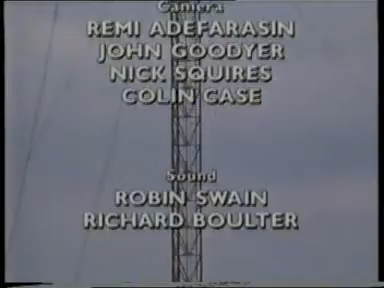 Camera
REMI ADEFARASIN
JOHN GOODYER
NICK SQUIRES
COLIN CASE
Sound
ROBIN SWAIN
RICHARD BOULTER